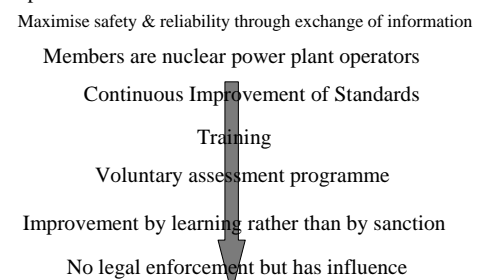 Maximise safety & reliability through exchange of information
Members are nuclear power plant operators
Continuous Improvement of Standards
Training
Voluntary assessment programme
Improvement by learning rather than by sanction
No legal enforcement but has influence